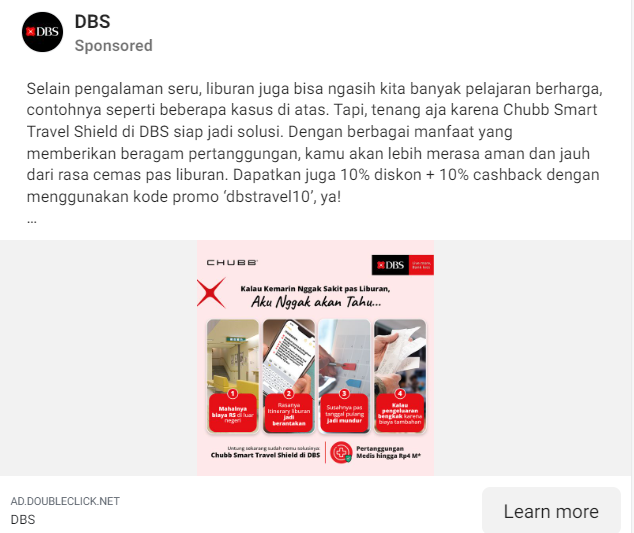 DBS
Sponsored
DBS
Selain pengalaman seru, liburan juga bisa ngasih kita banyak pelajaran berharga,
contohnya seperti beberapa kasus di atas. Tapi, tenang aja karena Chubb Smart
Travel Shield di DBS siap jadi solusi. Dengan berbagai manfaat yang
memberikan beragam pertanggungan, kamu akan lebih merasa aman dan jauh
dari rasa cemas pas liburan. Dapatkan juga 10% diskon + 10% cashback dengan
menggunakan kode promo ‘dbstravel10’, ya!
...
CHUBB®
DBS
Kalau Kemarin Nggak Sakit pas Liburan,
Aku Nggak akan Tahu...
1
Mahalnya
biaya RS di luar
negeri
2
Rasanya
itinerary liburan
jadi
berantakan
3
Susahnya pas
tanggal pulang
jadi mundur
4
Kalau
pengeluaran
bengkak karena
biaya tambahan
Untung sekarang sudah nemu solusinya:
Chubb Smart Travel Shield di DBS
Pertanggungan
Medis hingga Rp4 M*
AD.DOUBLECLICK.NET
DBS
Learn more